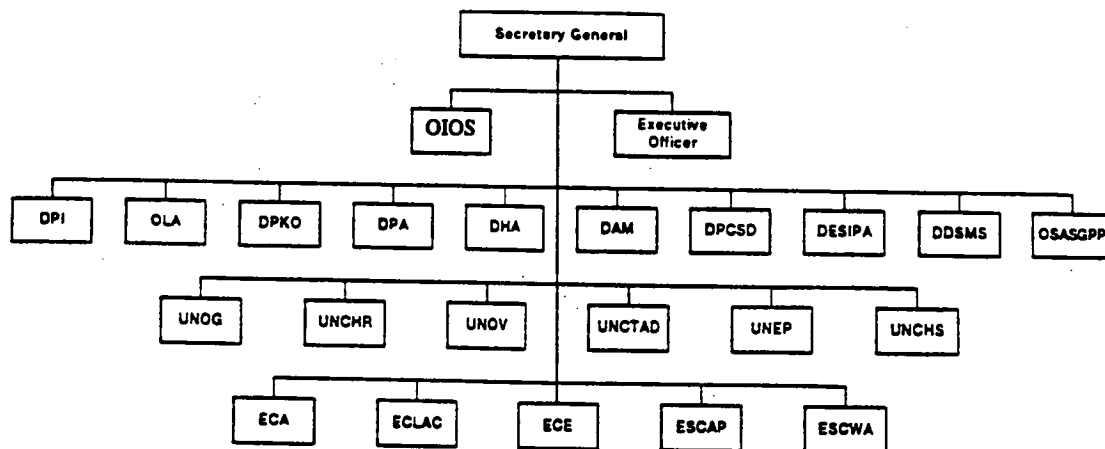 Secretary General
OIOS
Executive
Officer
DPI
OLA
DPKO
DPA
DHA
DAM
DPCSD
DESIPA
DDSMS
OSASGPP
UNOG
UNCHR
UNOV
UNCTAD
UNEP
UNCHS
ECA
ECLAC
ECE
ESCAP
ESCWA